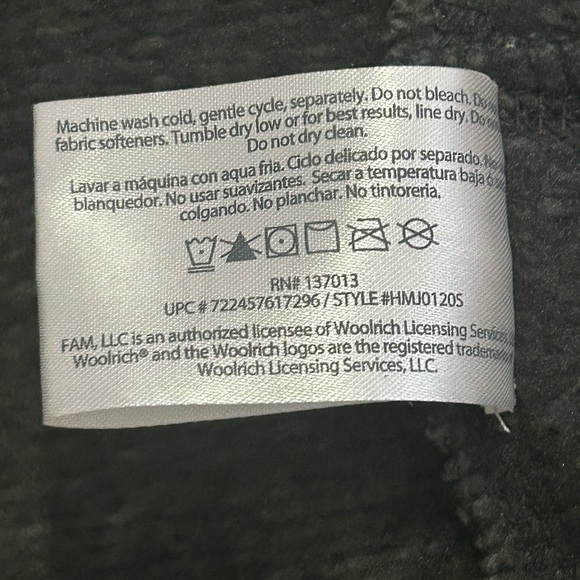 Machine wash cold, gentle cycle, separately. Do not bleach. Do
fabric softeners. Tumble dry low or for best results, line dry. Do
Do not dry clean.
Lavar a máquina con aqua fria. Ciclo delicado por separado.
blanquedor. No usar suavizantes. Secar a temperatura baja ó
colgando. No planchar. No tintoreria.
RN# 137013
UPC # 722457617296 / STYLE #HMJ0120S
FAM, LLC is an authorized licensee of Woolrich Licensing
Woolrich® and the Woolrich logos are the registered
Woolrich Licensing Services, LLC.